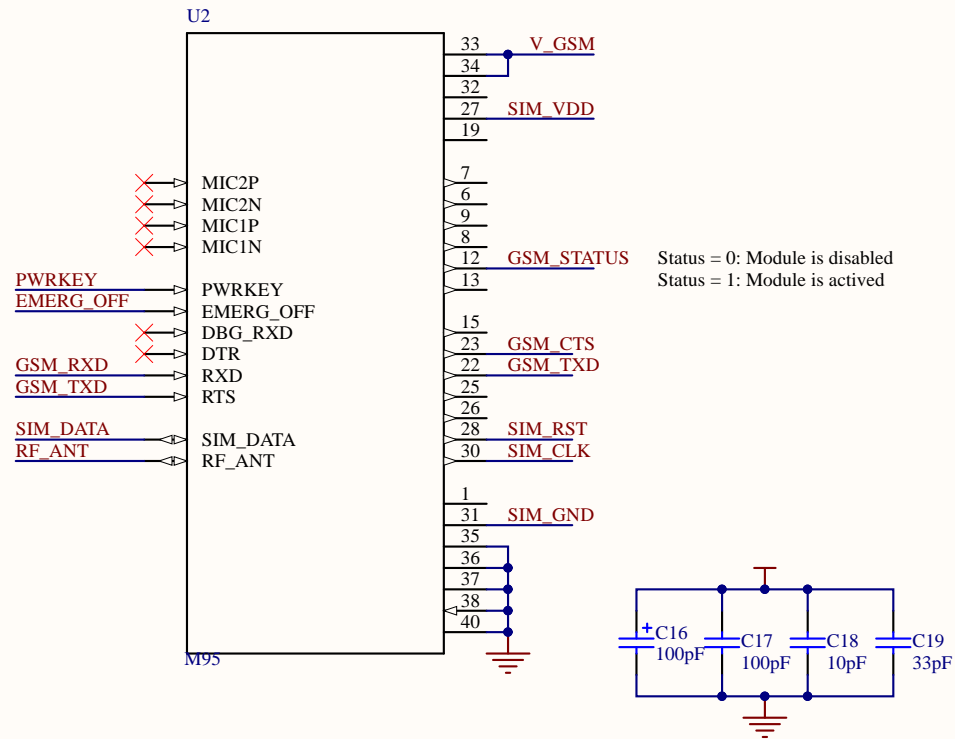 U2
33 V_GSM
34
32
27 SIM_VDD
19
MIC2P 7
MIC2N 6
MIC1P 9
MIC1N 8
12 GSM_STATUS Status = 0: Module is disabled
PWRKEY PWRKEY 13 Status = 1: Module is actived
EMERG_OFF EMERG_OFF
DBG_RXD 15
DTR 23 GSM_CTS
GSM_RXD RXD 22 GSM_TXD
GSM_TXD RTS 25
26
SIM_DATA SIM_DATA 28 SIM_RST
RF_ANT RF_ANT 30 SIM_CLK
1
31 SIM_GND
35
36
37
38
40
M95
+ C16 C17 C18 C19
100pF 100pF 10pF 33pF